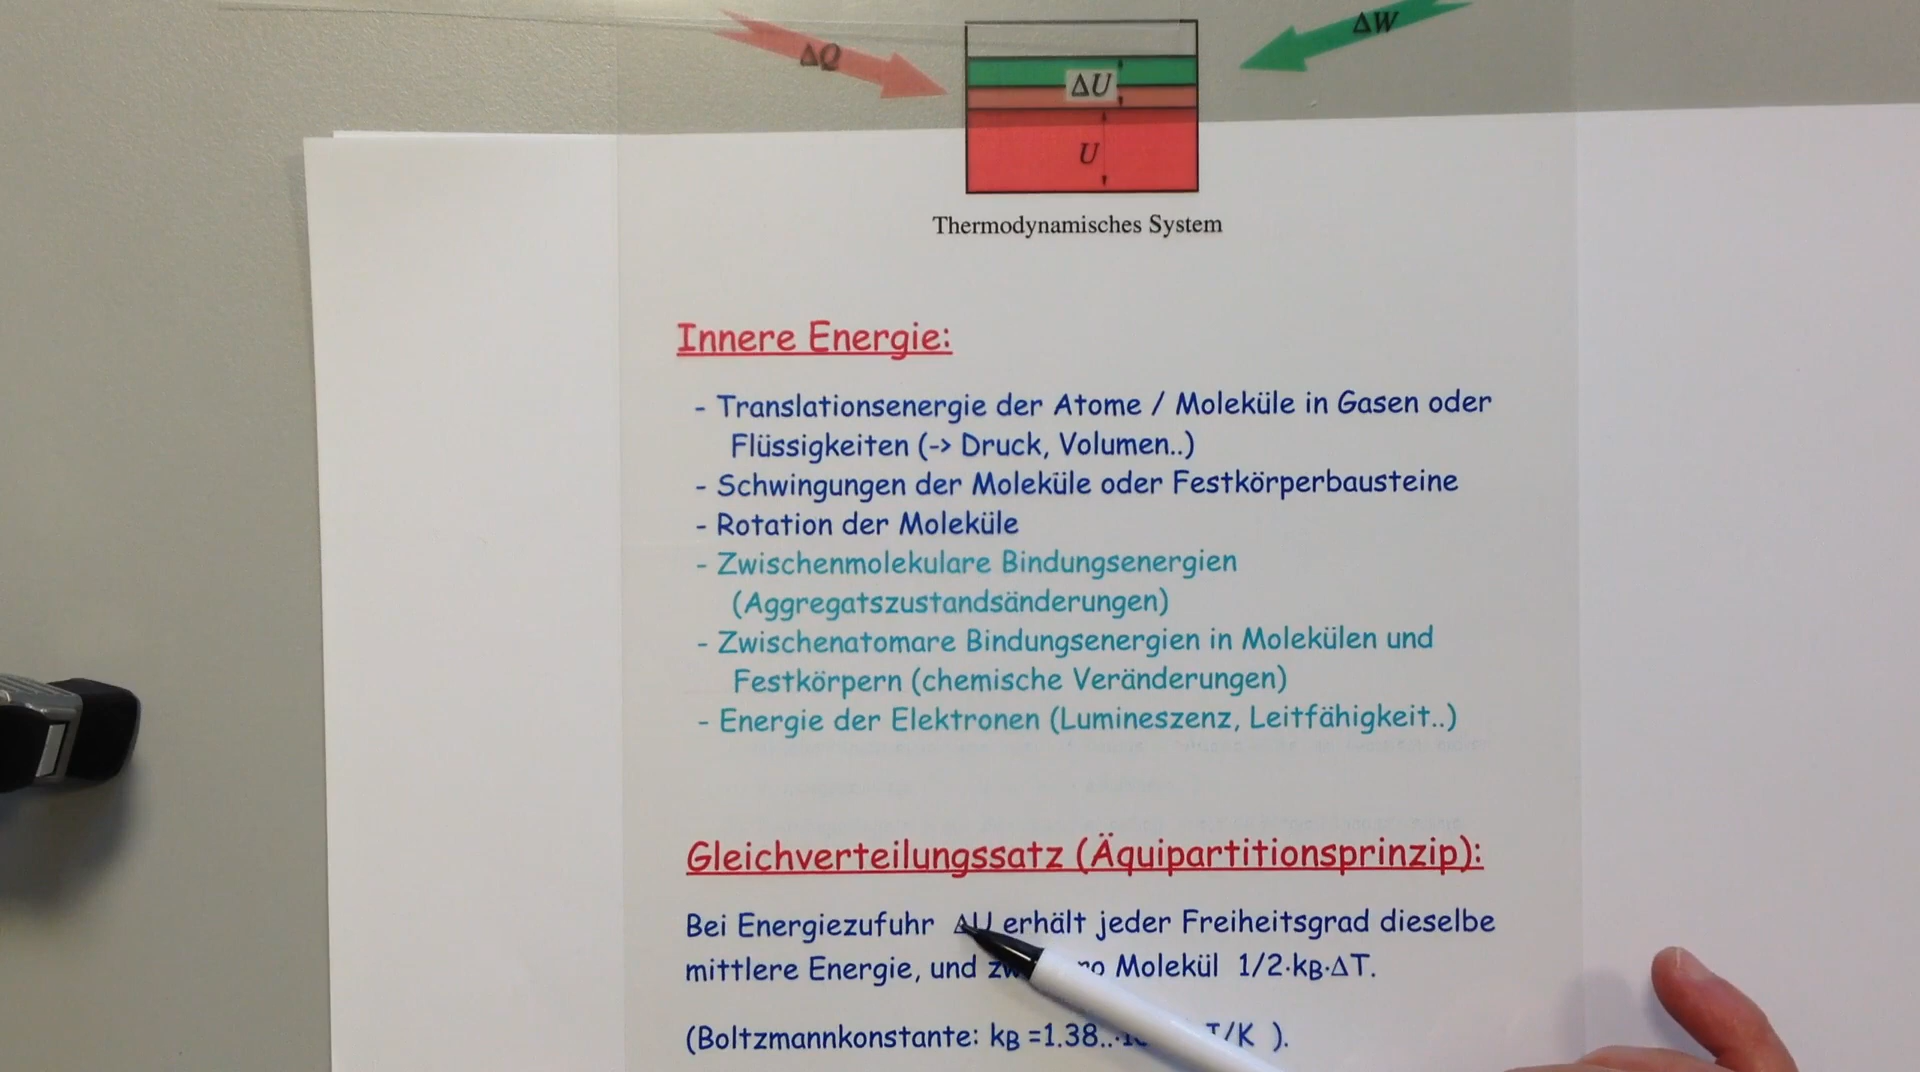 ΔQ
ΔW
ΔU
U
Thermodynamisches System
Innere Energie:
- Translationsenergie der Atome / Moleküle in Gasen oder
Flüssigkeiten (-> Druck, Volumen..)
- Schwingungen der Moleküle oder Festkörperbausteine
- Rotation der Moleküle
- Zwischenmolekulare Bindungsenergien
(Aggregatszustandsänderungen)
- Zwischenatomare Bindungsenergien in Molekülen und
Festkörpern (chemische Veränderungen)
- Energie der Elektronen (Lumineszenz, Leitfähigkeit..)
Gleichverteilungssatz (Äquipartitionsprinzip):
Bei Energiezufuhr ΔU erhält jeder Freiheitsgrad dieselbe
mittlere Energie, und Molekül 1/2·kB·ΔT.
(Boltzmannkonstante: kB =1.38.. /K ).